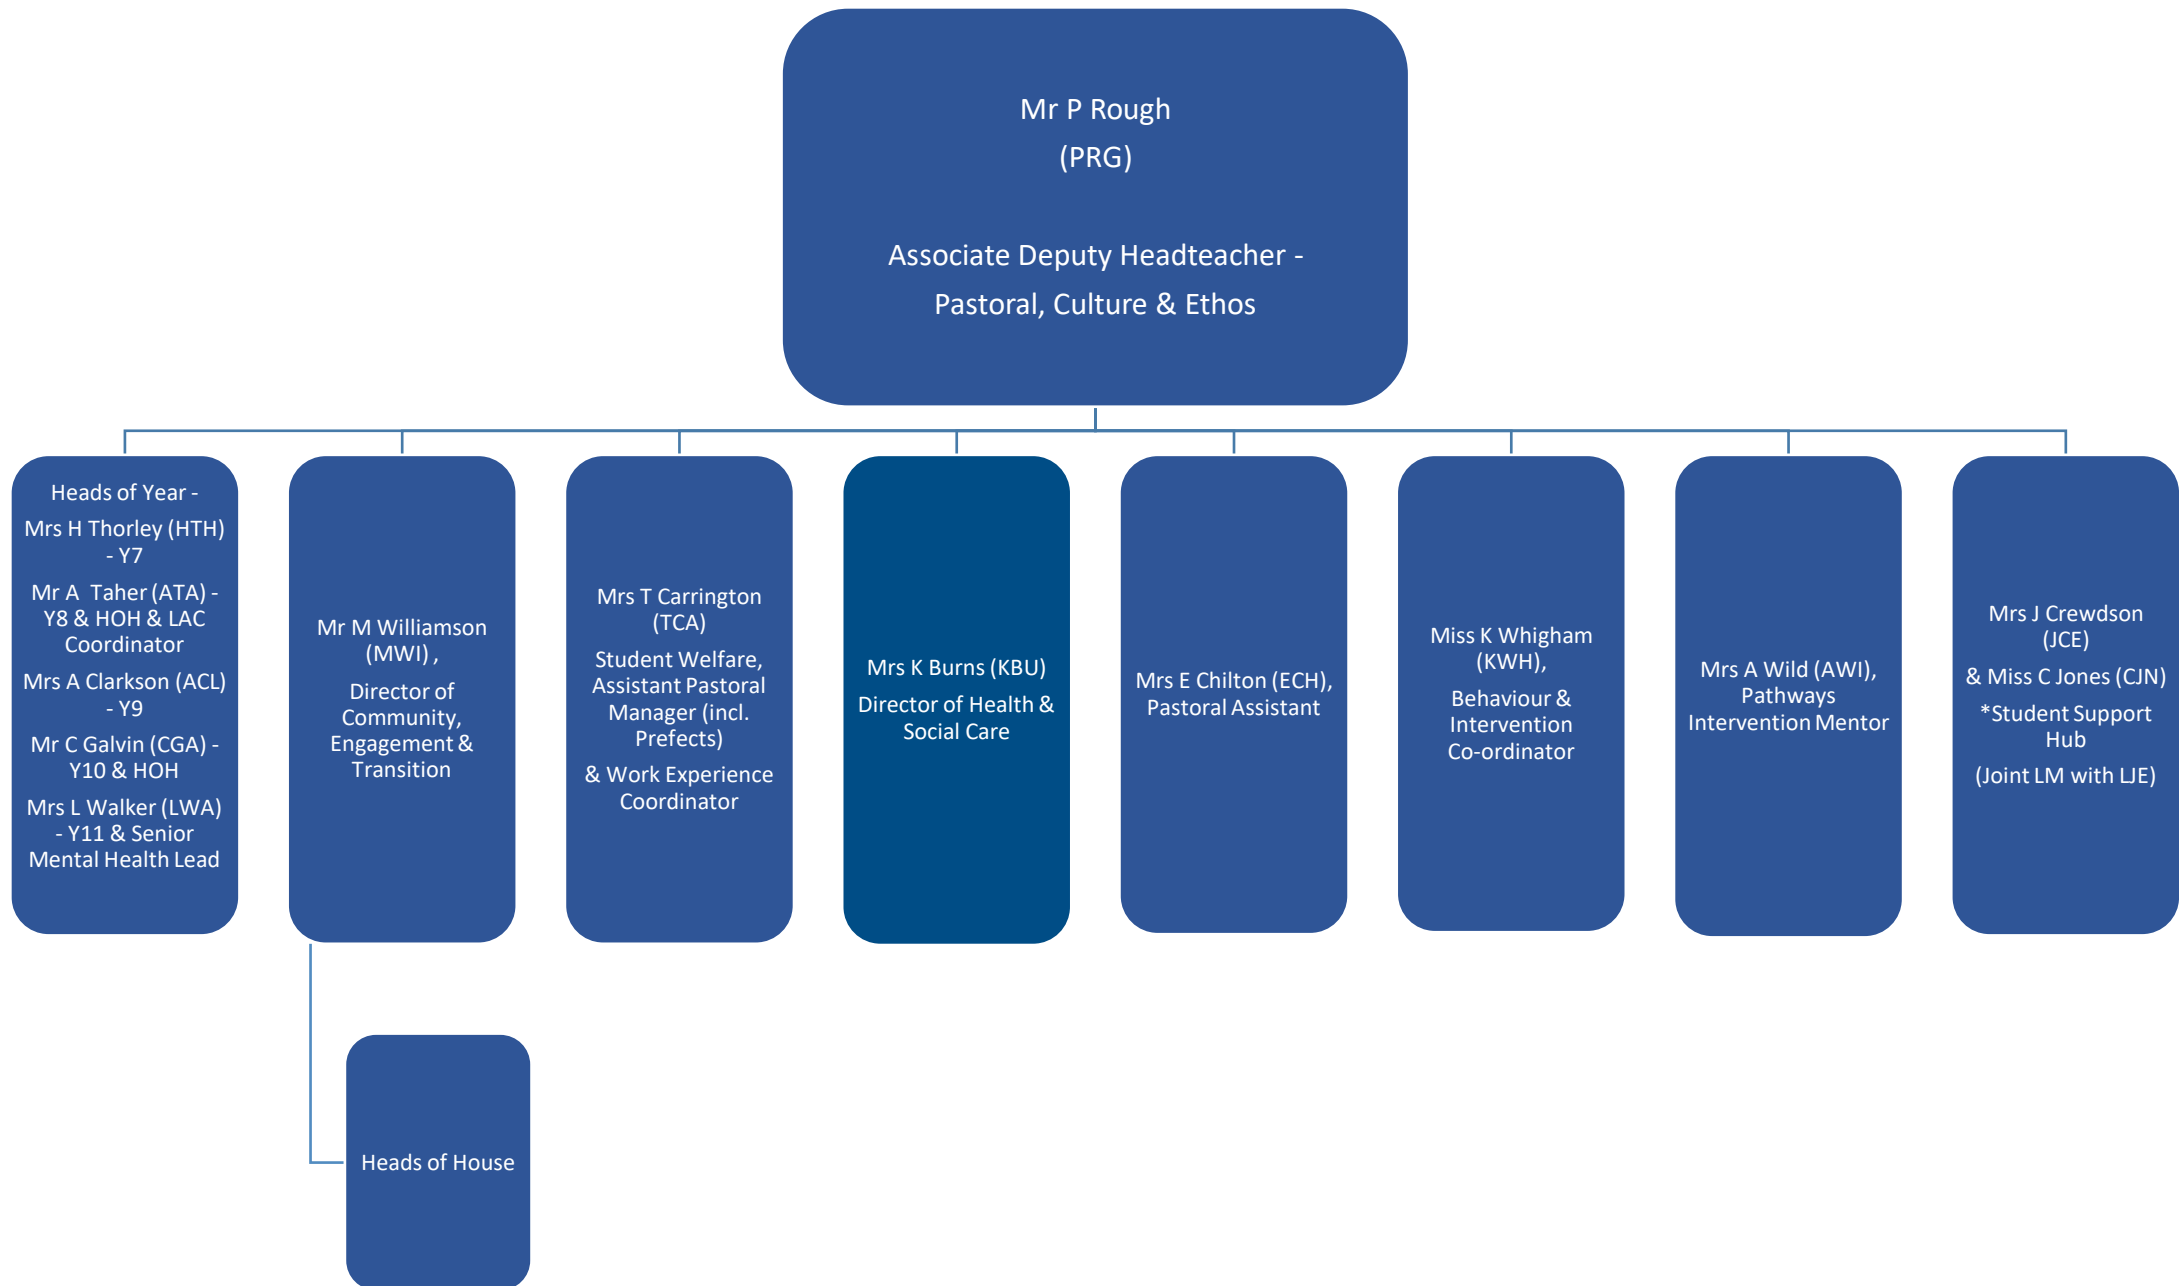 Mr P Rough
(PRG)
Associate Deputy Headteacher -
Pastoral, Culture & Ethos
Heads of Year -
Mrs H Thorley (HTH)
- Y7
Mr A  Taher (ATA) -
Y8 & HOH & LAC
Coordinator
Mrs A Clarkson (ACL)
- Y9
Mr C Galvin (CGA) -
Y10 & HOH
Mrs L Walker (LWA)
- Y11 & Senior
Mental Health Lead
Mr M Williamson
(MWI) ,
Director of
Community,
Engagement &
Transition
Mrs T Carrington
(TCA)
Student Welfare,
Assistant Pastoral
Manager (incl.
Prefects)
& Work Experience
Coordinator
Mrs K Burns (KBU)
Director of Health &
Social Care
Mrs E Chilton (ECH),
Pastoral Assistant
Miss K Whigham
(KWH),
Behaviour &
Intervention
Co-ordinator
Mrs A Wild (AWI),
Pathways
Intervention Mentor
Mrs J Crewdson
(JCE)
& Miss C Jones (CJN)
*Student Support
Hub
(Joint LM with LJE)
Heads of House